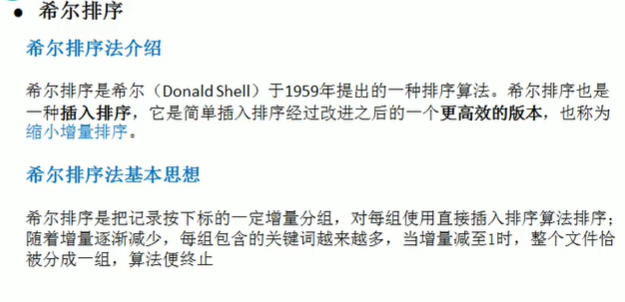 ● 希尔排序
希尔排序法介绍
希尔排序是希尔（Donald Shell）于1959年提出的一种排序算法。希尔排序也是
一种插入排序，它是简单插入排序经过改进之后的一个更高效的版本，也称为
缩小增量排序。
希尔排序法基本思想
希尔排序是把记录按下标的一定增量分组，对每组使用直接插入排序算法排序；
随着增量逐渐减少，每组包含的关键词越来越多，当增量减至1时，整个文件恰
被分成一组，算法便终止